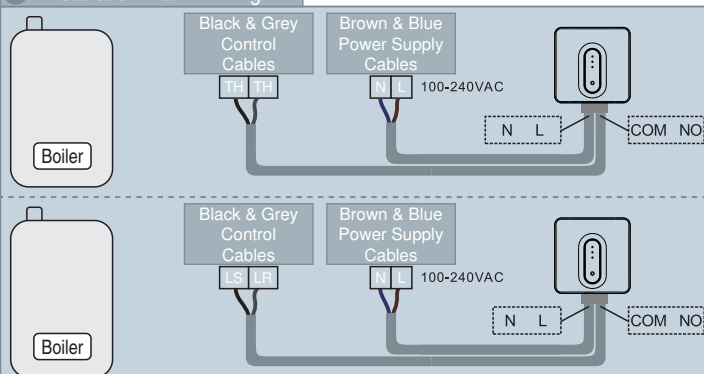 Black & Grey
Control
Cables
Brown & Blue
Power Supply
Cables
TH TH
N L
100-240VAC
N L
COM NO
Boiler
Black & Grey
Control
Cables
Brown & Blue
Power Supply
Cables
LS LR
N L
100-240VAC
N L
COM NO
Boiler